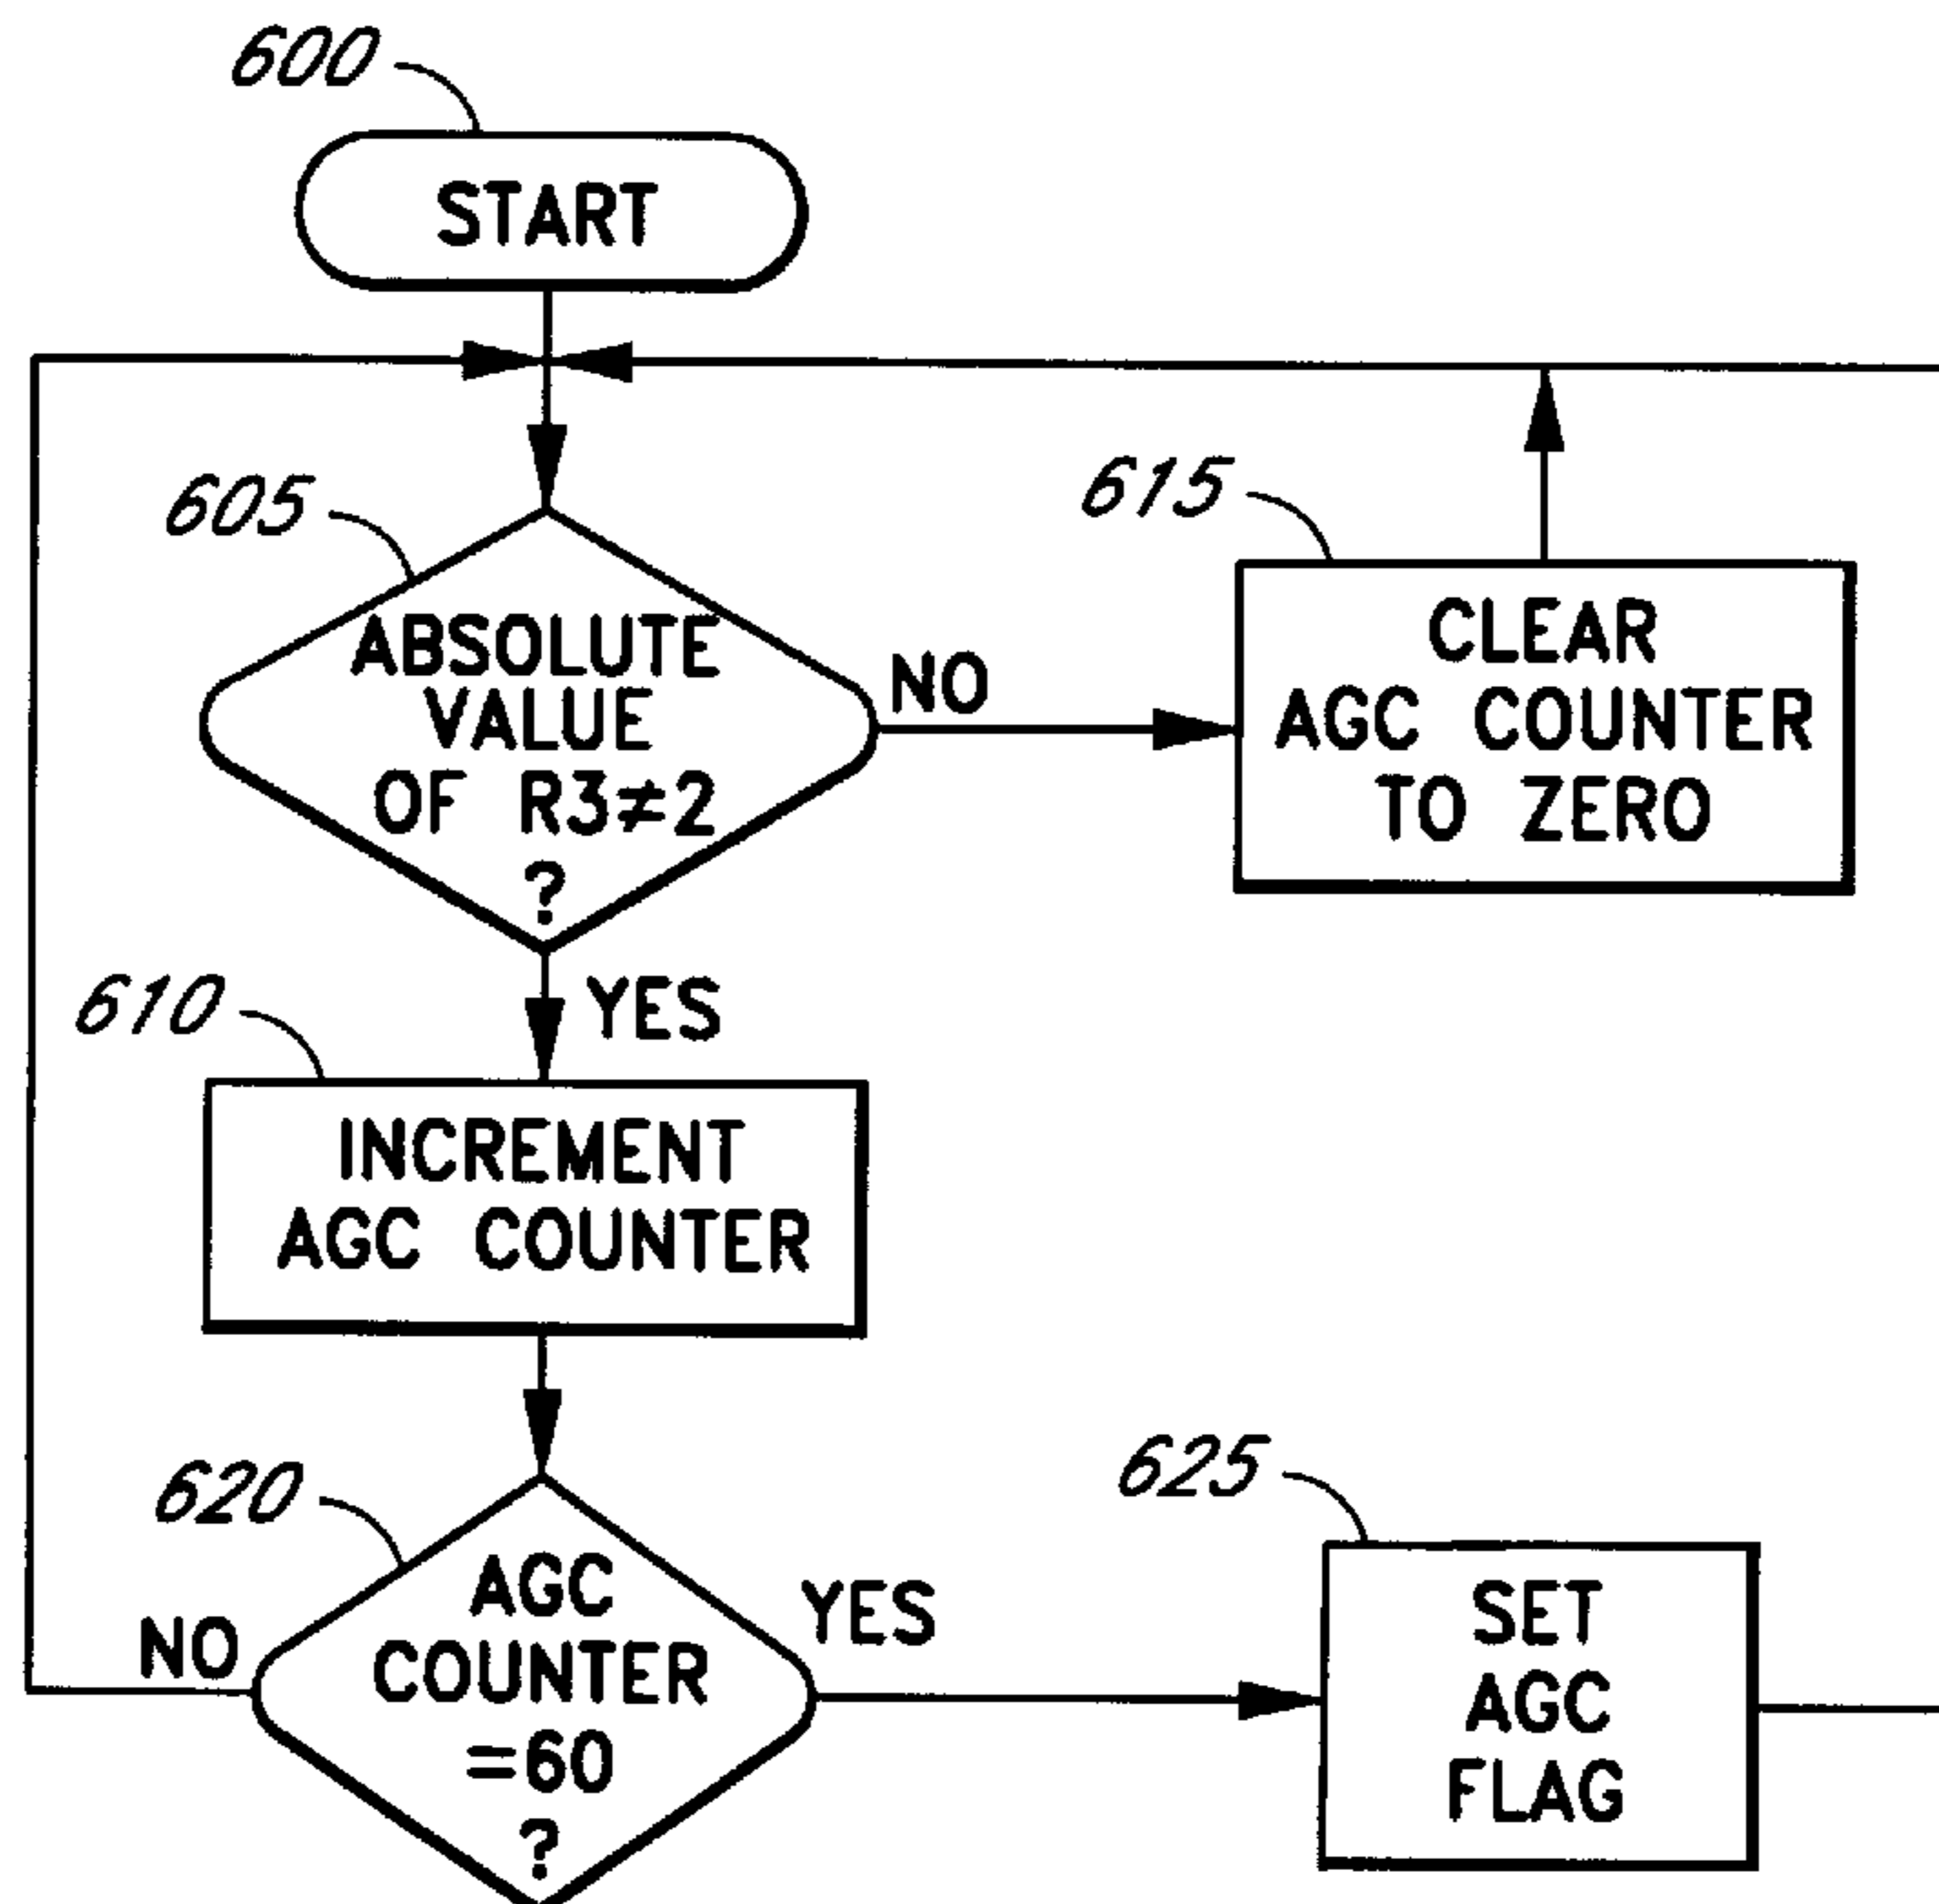 600
START
605
ABSOLUTE
VALUE
OF R3≠2
?
NO
615
CLEAR
AGC COUNTER
TO ZERO
YES
610
INCREMENT
AGC COUNTER
620
AGC
COUNTER
=60
?
NO
YES
625
SET
AGC
FLAG